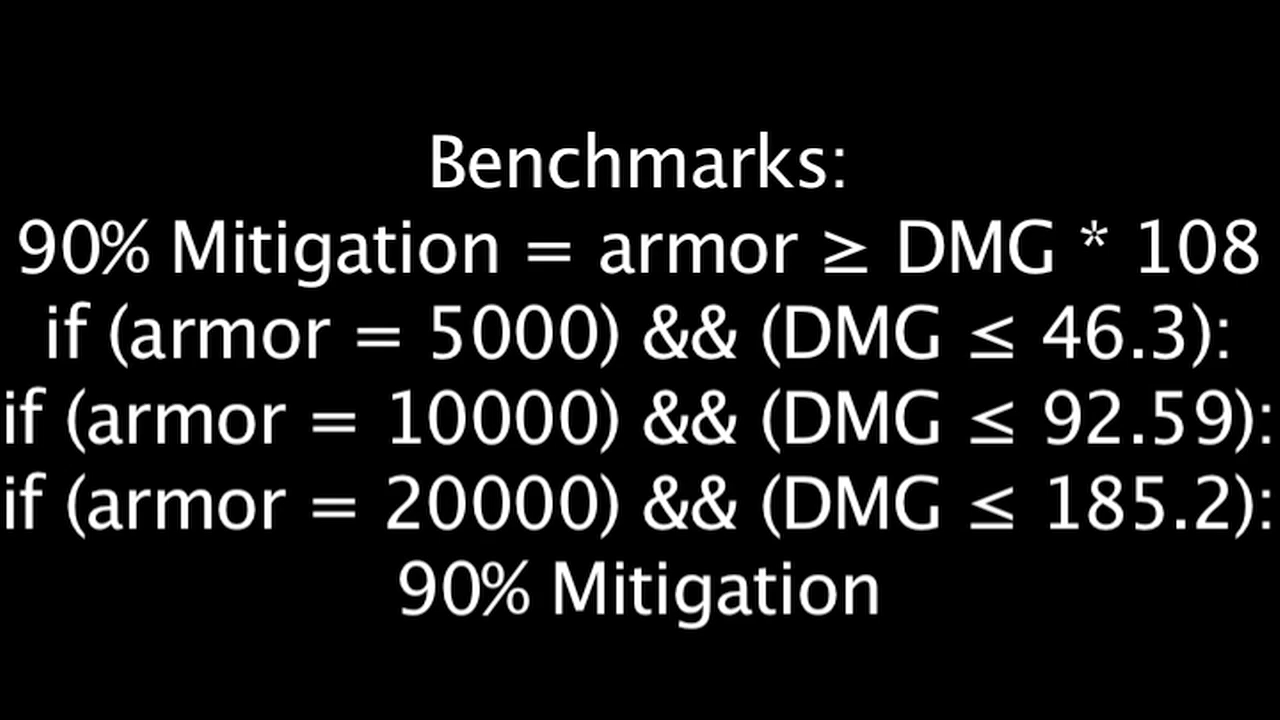 Benchmarks:
90% Mitigation = armor ≥ DMG * 108
if (armor = 5000) && (DMG ≤ 46.3):
if (armor = 10000) && (DMG ≤ 92.59):
if (armor = 20000) && (DMG ≤ 185.2):
90% Mitigation